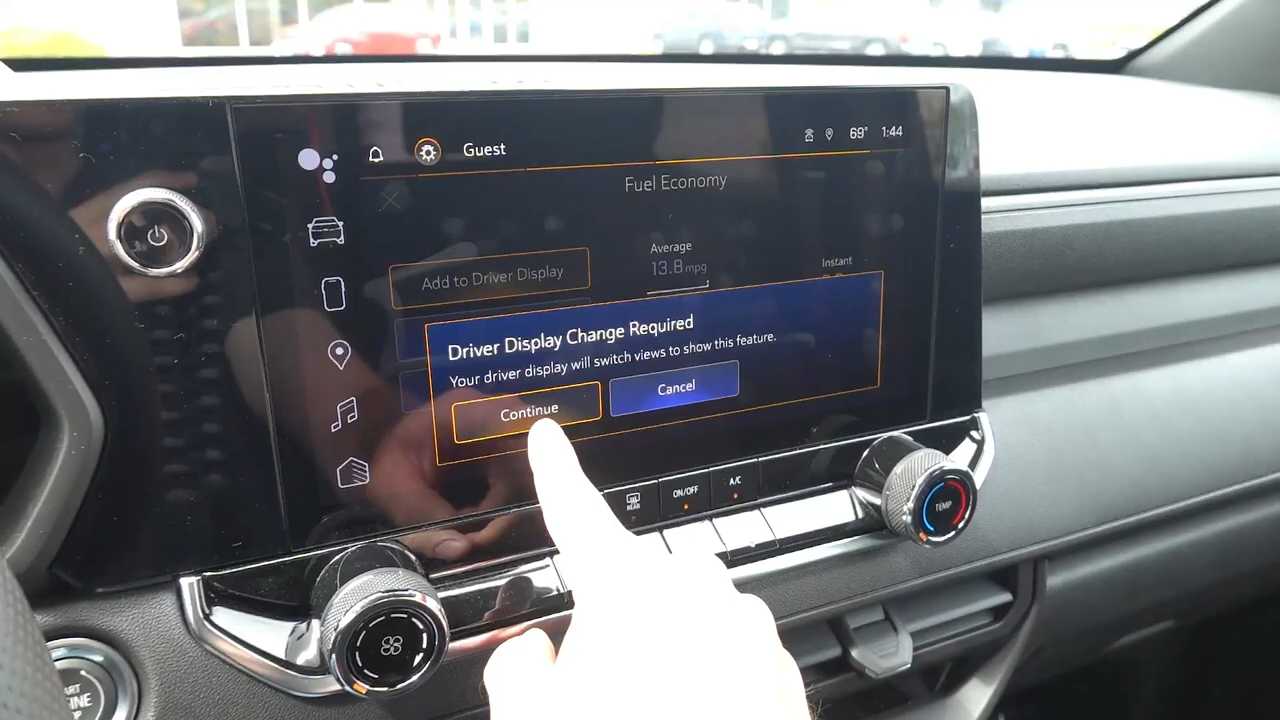 Guest
69° 1:44
Fuel Economy
Average
13.8 mpg
Instant
Add to Driver Display
Driver Display Change Required
Your driver display will switch views to show this feature.
Continue
Cancel
REAR
ON/OFF
A/C
TEMP